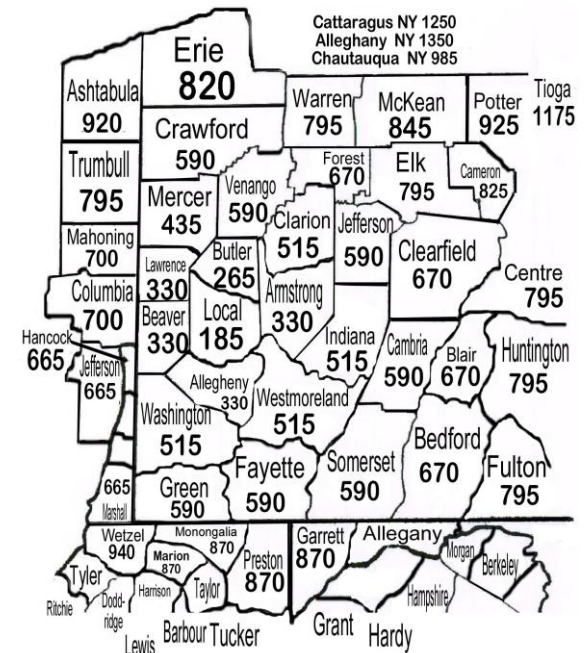 Cattaragus NY 1250
Alleghany NY 1350
Chautauqua NY 985
Erie
820
Ashtabula
920
Warren
795
McKean
845
Potter
925
Tioga
1175
Crawford
590
Trumbull
795
Forest
670
Elk
795
Cameron
825
Mercer
435
Venango
590
Clarion
515
Jefferson
590
Clearfield
670
Mahoning
700
Lawrence
330
Butler
265
Armstrong
330
Centre
795
Columbia
700
Beaver
330
Local
185
Indiana
515
Hancock
665
Jefferson
665
Cambria
590
Blair
670
Huntington
795
Allegheny
330
Westmoreland
515
Washington
515
Bedford
670
Fayette
590
Somerset
590
Fulton
795
665
Marshall
Green
590
Wetzel
940
Monongalia
870
Marion
870
Preston
870
Garrett
870
Allegany
Morgan
Berkeley
Tyler
Ritchie
Dodd-
ridge
Harrison
Taylor
Hampshire
Lewis
Barbour
Tucker
Grant
Hardy